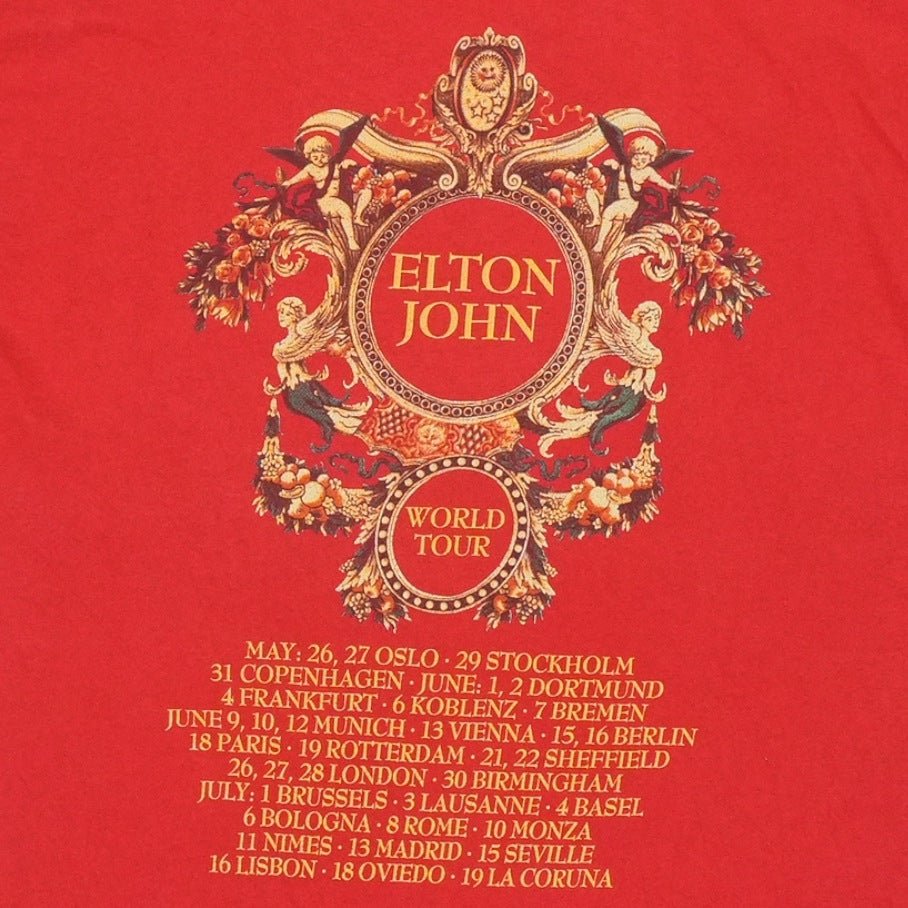 ELTON
JOHN
WORLD
TOUR
MAY: 26, 27 OSLO · 29 STOCKHOLM
31 COPENHAGEN · JUNE: 1, 2 DORTMUND
4 FRANKFURT · 6 KOBLENZ · 7 BREMEN
JUNE 9, 10, 12 MUNICH · 13 VIENNA · 15, 16 BERLIN
18 PARIS · 19 ROTTERDAM · 21, 22 SHEFFIELD
26, 27, 28 LONDON · 30 BIRMINGHAM
JULY: 1 BRUSSELS · 3 LAUSANNE · 4 BASEL
6 BOLOGNA · 8 ROME · 10 MONZA
11 NIMES · 13 MADRID · 15 SEVILLE
16 LISBON · 18 OVIEDO · 19 LA CORUNA